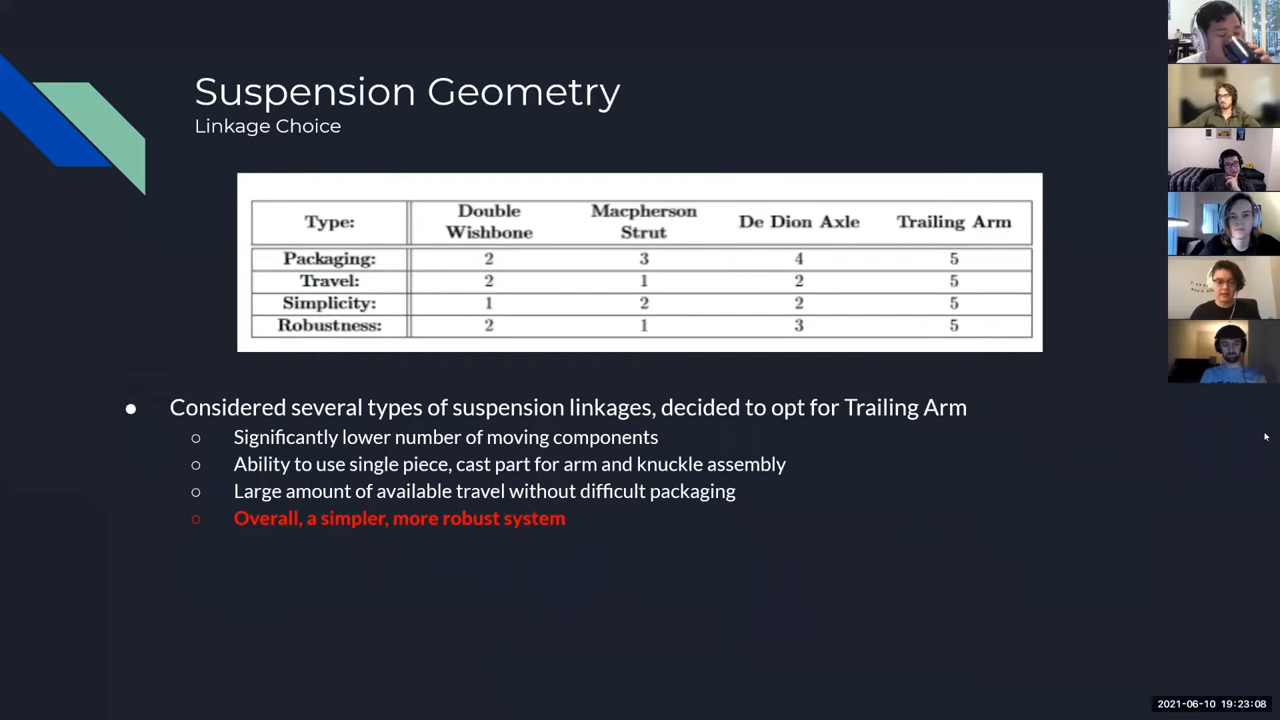 Suspension Geometry
Linkage Choice
Type: Double Wishbone Macpherson Strut De Dion Axle Trailing Arm
Packaging: 2 3 4 5
Travel: 2 1 2 5
Simplicity: 1 2 2 5
Robustness: 2 1 3 5
● Considered several types of suspension linkages, decided to opt for Trailing Arm
○ Significantly lower number of moving components
○ Ability to use single piece, cast part for arm and knuckle assembly
○ Large amount of available travel without difficult packaging
○ Overall, a simpler, more robust system
2021-06-10 19:23:08